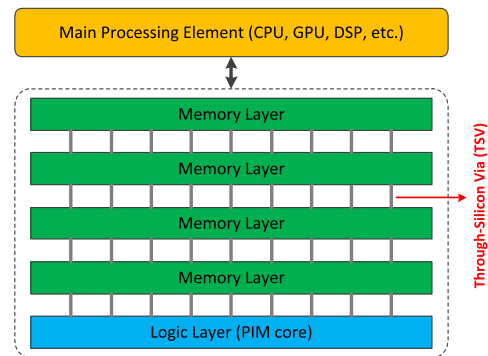 Main Processing Element (CPU, GPU, DSP, etc.)
Memory Layer
Memory Layer
Memory Layer
Memory Layer
Logic Layer (PIM core)
Through-Silicon Via (TSV)